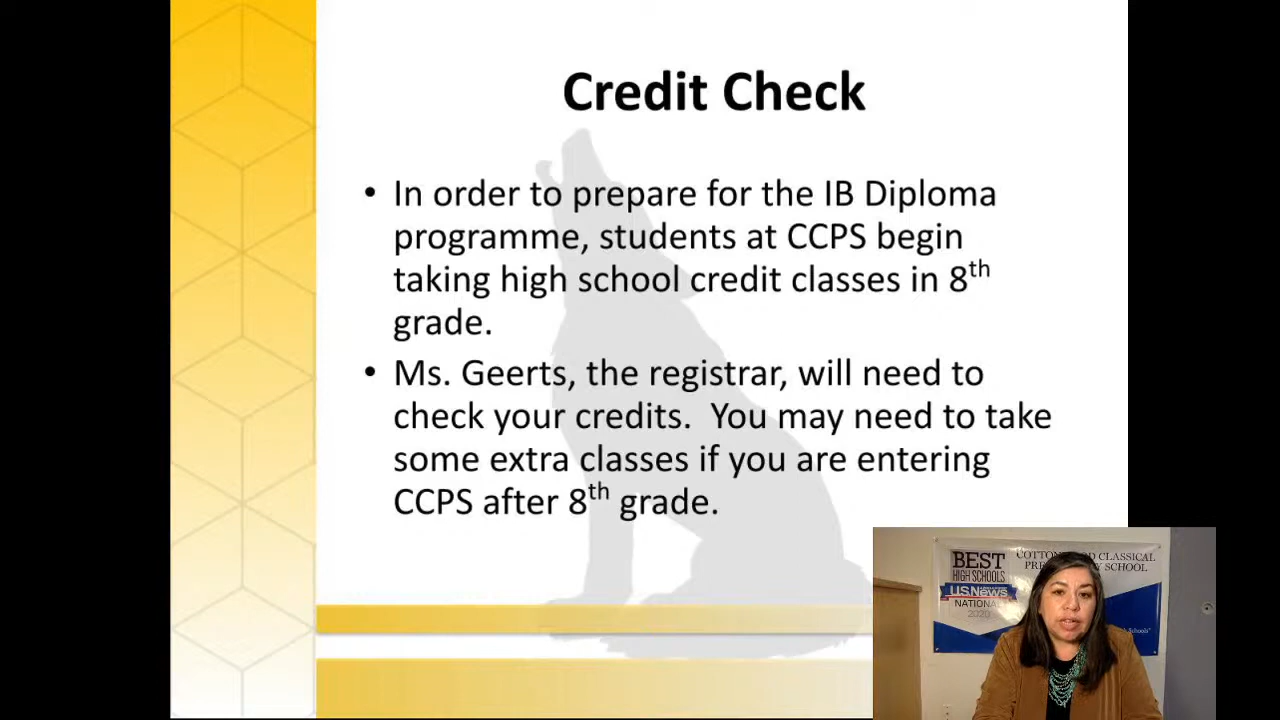 Credit Check
• In order to prepare for the IB Diploma
programme, students at CCPS begin
taking high school credit classes in 8th
grade.
• Ms. Geerts, the registrar, will need to
check your credits.  You may need to take
some extra classes if you are entering
CCPS after 8th grade.
BEST
HIGH SCHOOLS
U.S.News
NATIONAL
2020
CLASSICAL
SCHOOL
Schools"